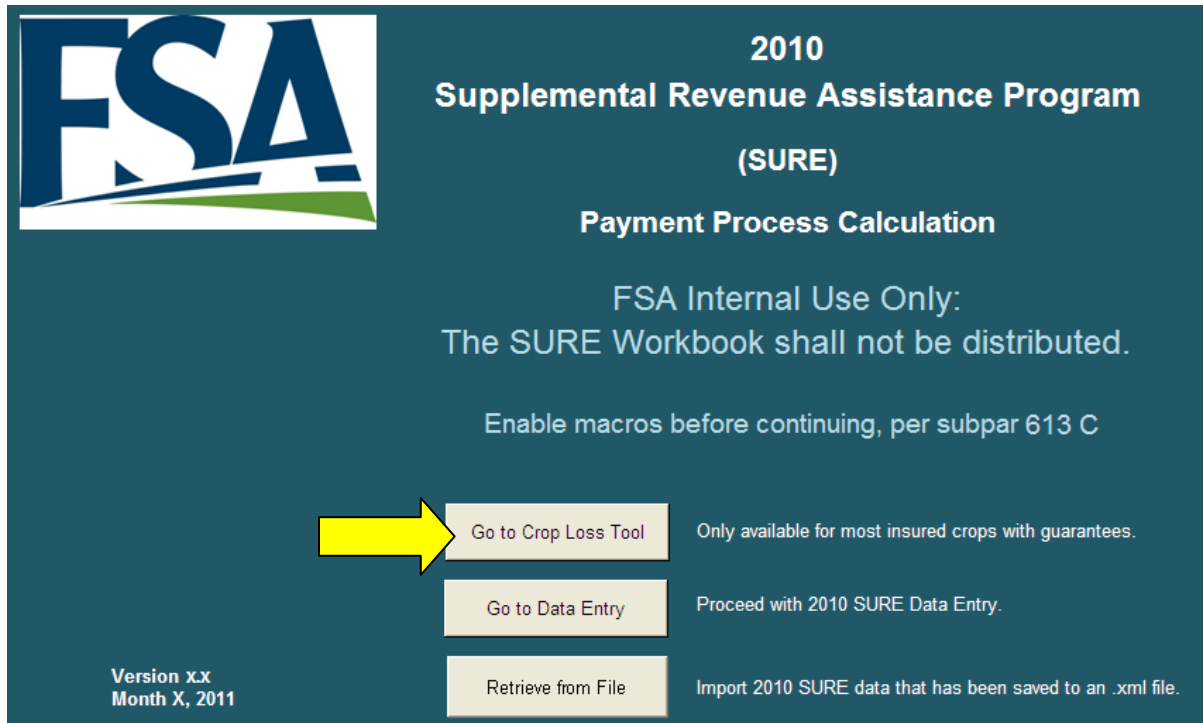 FSA
2010
Supplemental Revenue Assistance Program
(SURE)
Payment Process Calculation
FSA Internal Use Only:
The SURE Workbook shall not be distributed.
Enable macros before continuing, per subpar 613 C
Go to Crop Loss Tool Only available for most insured crops with guarantees.
Go to Data Entry Proceed with 2010 SURE Data Entry.
Retrieve from File Import 2010 SURE data that has been saved to an .xml file.
Version x.x
Month X, 2011